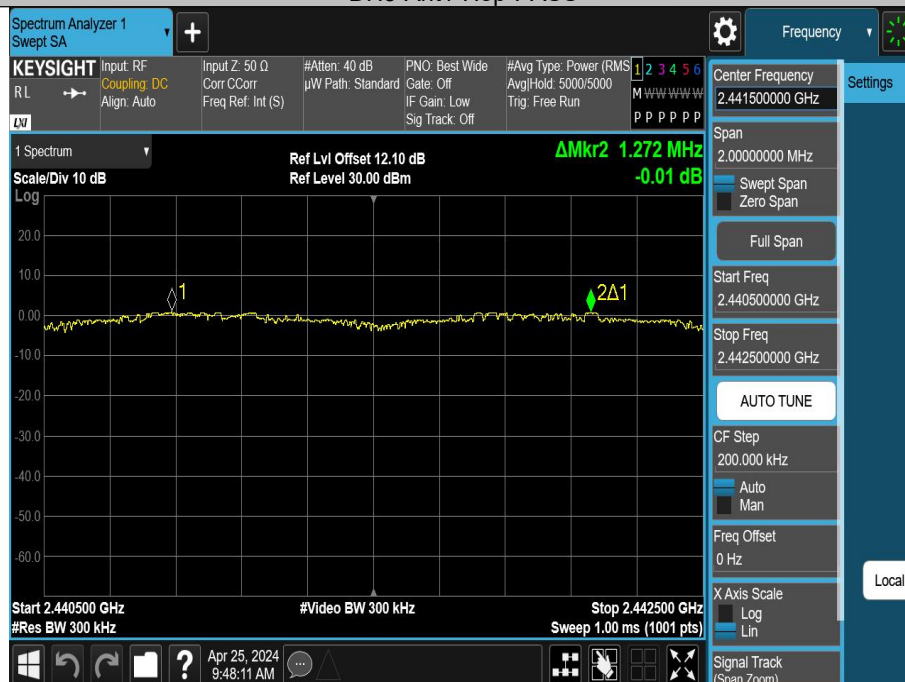 Spectrum Analyzer 1
Swept SA
Frequency
KEYSIGHT
RL
LXI
Input: RF
Coupling: DC
Align: Auto
Input Z: 50 Ω
Corr CCorr
Freq Ref: Int (S)
#Atten: 40 dB
µW Path: Standard
PNO: Best Wide
Gate: Off
IF Gain: Low
Sig Track: Off
#Avg Type: Power (RMS
Avg|Hold: 5000/5000
Trig: Free Run
1 2 3 4 5 6
M W W W W W
P P P P P P
1 Spectrum
Scale/Div 10 dB
Log
Ref Lvl Offset 12.10 dB
Ref Level 30.00 dBm
ΔMkr2 1.272 MHz
-0.01 dB
20.0
10.0
0.00
-10.0
-20.0
-30.0
-40.0
-50.0
-60.0
1
2Δ1
Start 2.440500 GHz
#Res BW 300 kHz
#Video BW 300 kHz
Stop 2.442500 GHz
Sweep 1.00 ms (1001 pts)
Center Frequency
2.441500000 GHz
Settings
Span
2.00000000 MHz
Swept Span
Zero Span
Full Span
Start Freq
2.440500000 GHz
Stop Freq
2.442500000 GHz
AUTO TUNE
CF Step
200.000 kHz
Auto
Man
Freq Offset
0 Hz
Local
X Axis Scale
Log
Lin
Signal Track
(Span Zoom)
?
Apr 25, 2024
9:48:11 AM